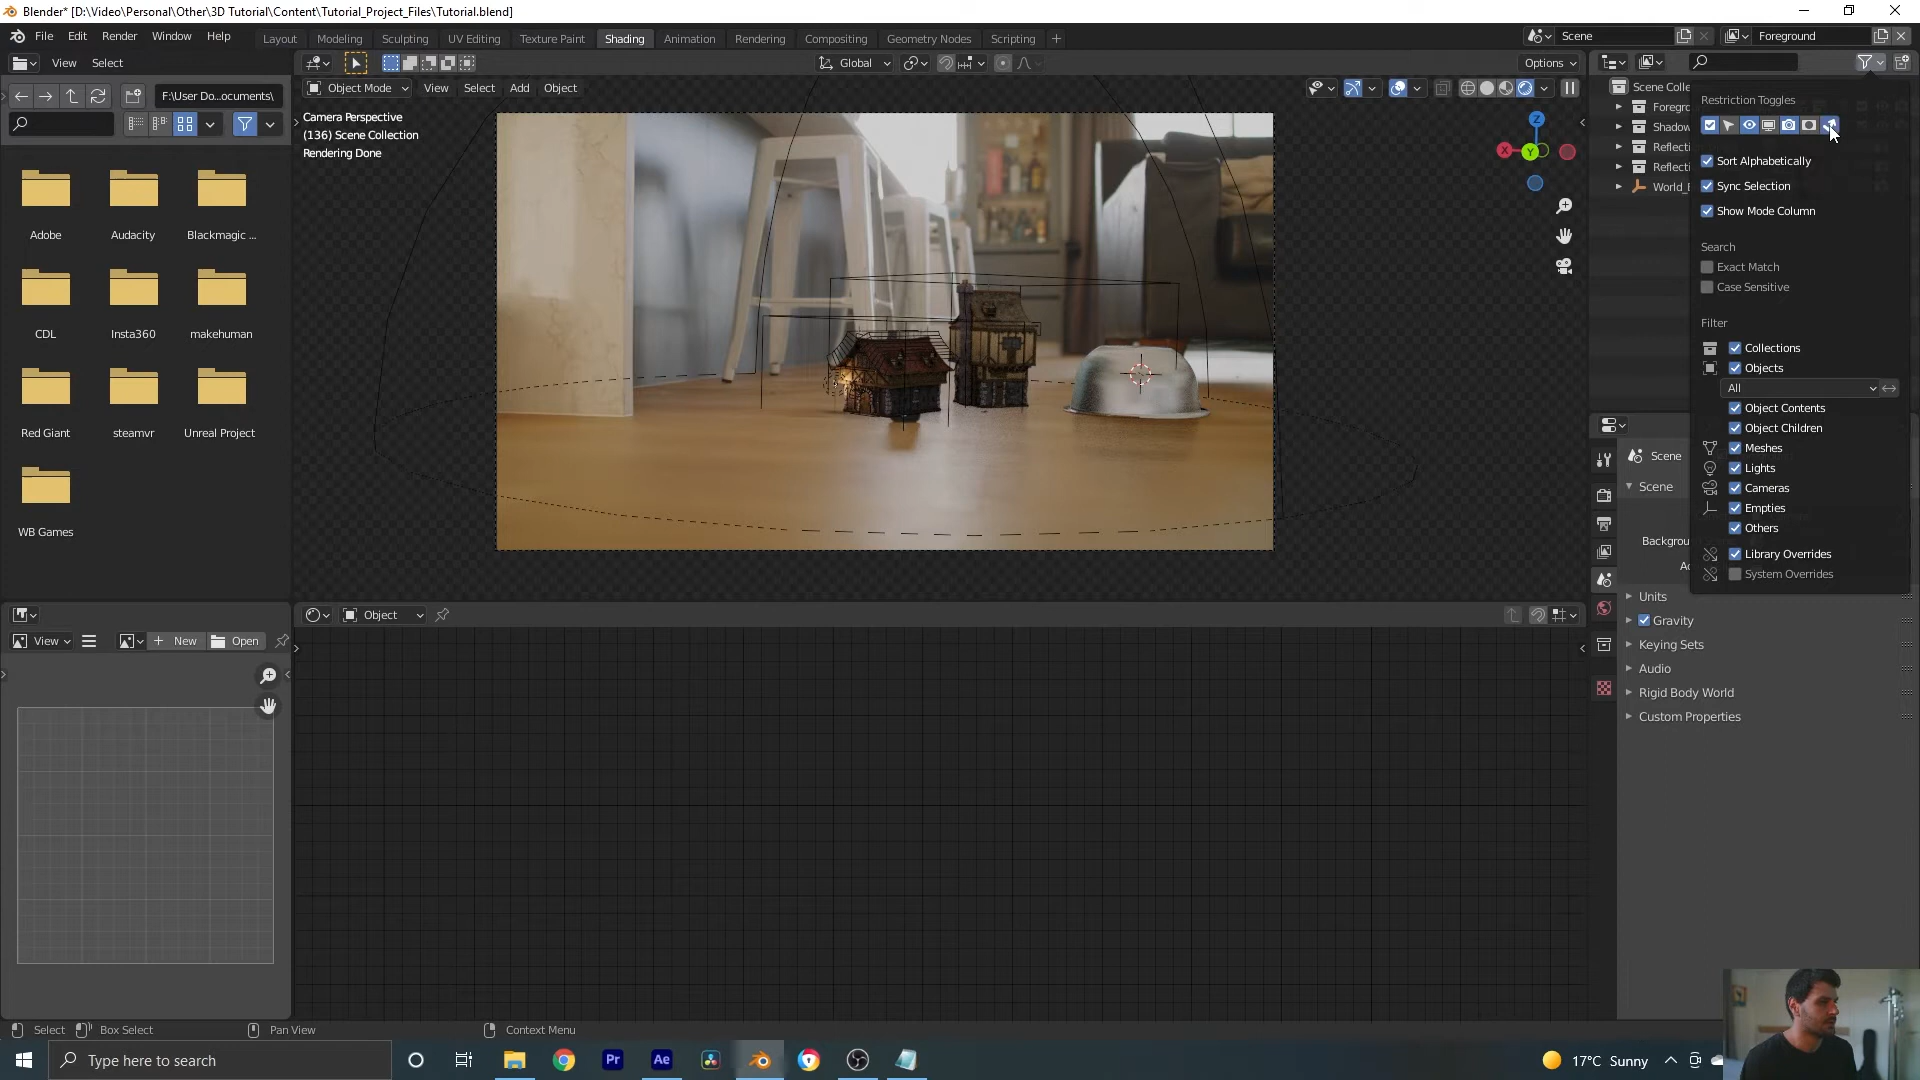 Blender* [D:\Video\Personal\Other\3D Tutorial\Content\Tutorial_Project_Files\Tutorial.blend]
File Edit Render Window Help Layout Modeling Sculpting UV Editing Texture Paint Shading Animation Rendering Compositing Geometry Nodes Scripting + Scene Foreground
View Select Global Options
F:\User Do...ocuments\ Object Mode View Select Add Object
Scene Colle
Restriction Toggles
Foregro
Camera Perspective
(136) Scene Collection
Rendering Done
Shadow
Reflecti
Reflecti
Sort Alphabetically
Sync Selection
Show Mode Column
Search
Exact Match
Case Sensitive
Filter
Collections
Objects
All
Object Contents
Object Children
Meshes
Lights
Cameras
Empties
Others
Library Overrides
System Overrides
Z
X
Y
Adobe Audacity Blackmagic ...
CDL Insta360 makehuman
Red Giant steamvr Unreal Project
WB Games
Scene
Scene
Units
Gravity
Keying Sets
Audio
Rigid Body World
Custom Properties
Object
View New Open
Select Box Select Pan View Context Menu
Type here to search Pr Ae 17°C Sunny